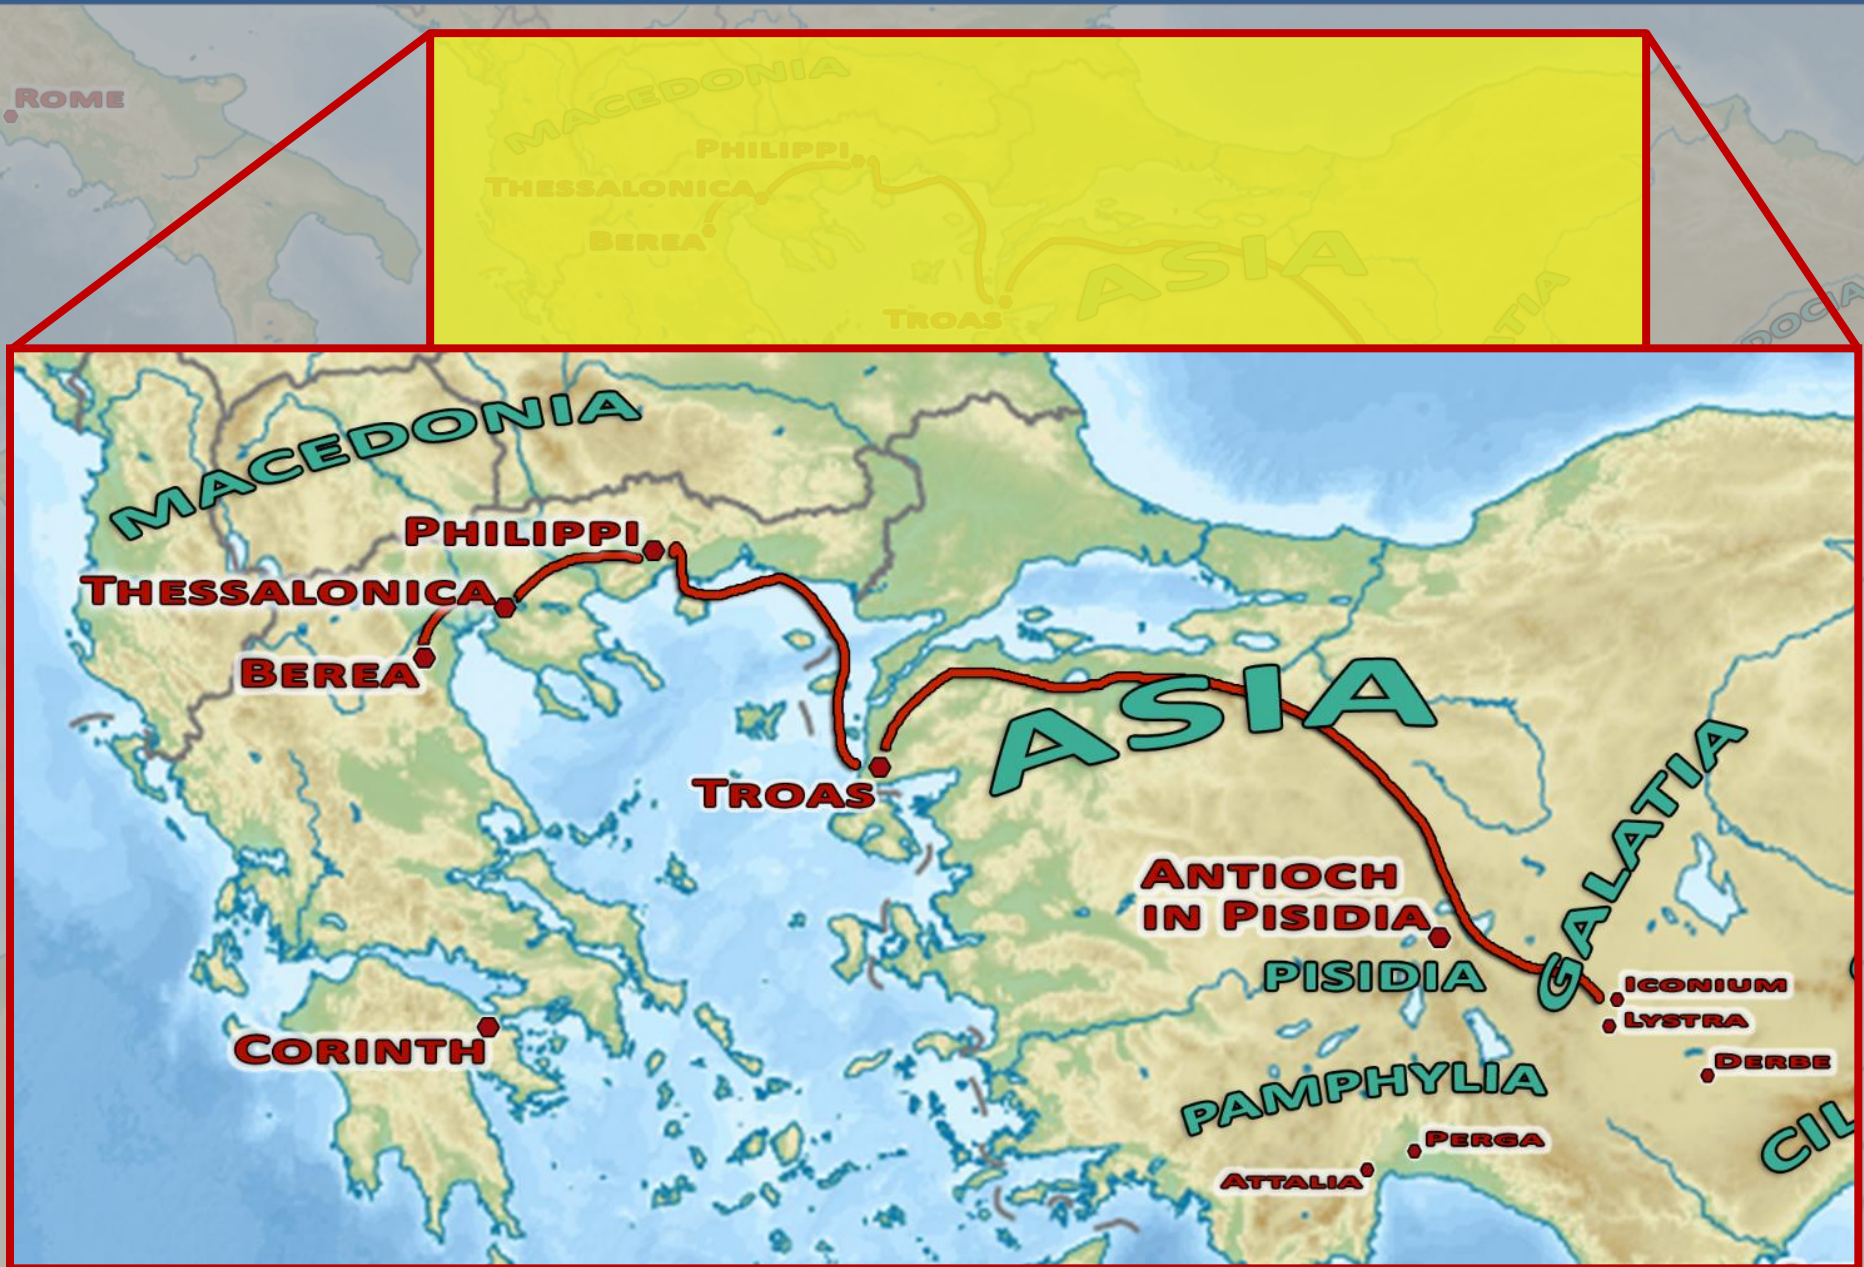 ROME
MACEDONIA
PHILIPPI
THESSALONICA
BEREA
ASIA
TROAS
MACEDONIA
PHILIPPI
THESSALONICA
BEREA
ASIA
TROAS
GALATIA
ANTIOCH
IN PISIDIA
PISIDIA
ICONIUM
LYSTRA
CORINTH
DERBE
PAMPHYLIA
PERGA
ATTALIA